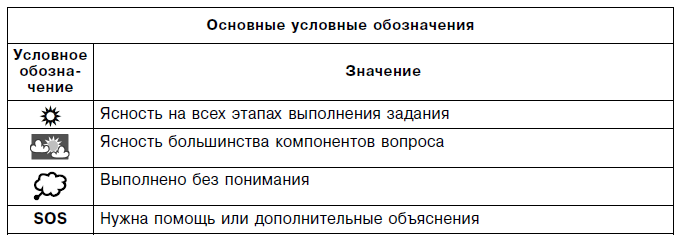 Основные условные обозначения
Условное
обозна-
чение
Значение
Ясность на всех этапах выполнения задания
Ясность большинства компонентов вопроса
Выполнено без понимания
SOS
Нужна помощь или дополнительные объяснения